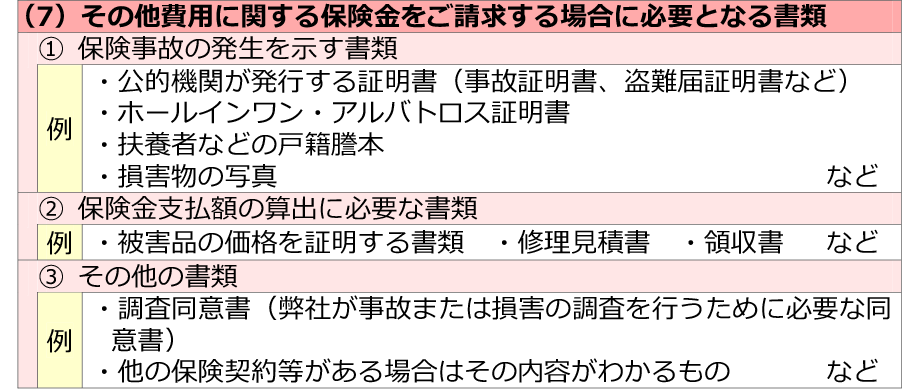 （7）その他費用に関する保険金をご請求する場合に必要となる書類
① 保険事故の発生を示す書類
例
・公的機関が発行する証明書（事故証明書、盗難届証明書など）
・ホールインワン・アルバトロス証明書
・扶養者などの戸籍謄本
・損害物の写真 など
② 保険金支払額の算出に必要な書類
例 ・被害品の価格を証明する書類 ・修理見積書 ・領収書 など
③ その他の書類
例
・調査同意書（弊社が事故または損害の調査を行うために必要な同
意書）
・他の保険契約等がある場合はその内容がわかるもの など